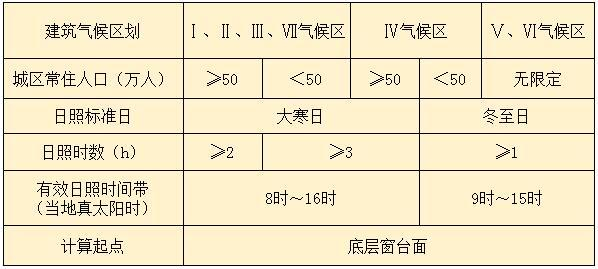 建筑气候区划 Ⅰ、Ⅱ、Ⅲ、Ⅶ气候区 Ⅳ气候区 Ⅴ、Ⅵ气候区
城区常住人口（万人） ≥50 ＜50 ≥50 ＜50 无限定
日照标准日 大寒日 冬至日
日照时数（h） ≥2 ≥3 ≥1
有效日照时间带
（当地真太阳时） 8时～16时 9时～15时
计算起点 底层窗台面